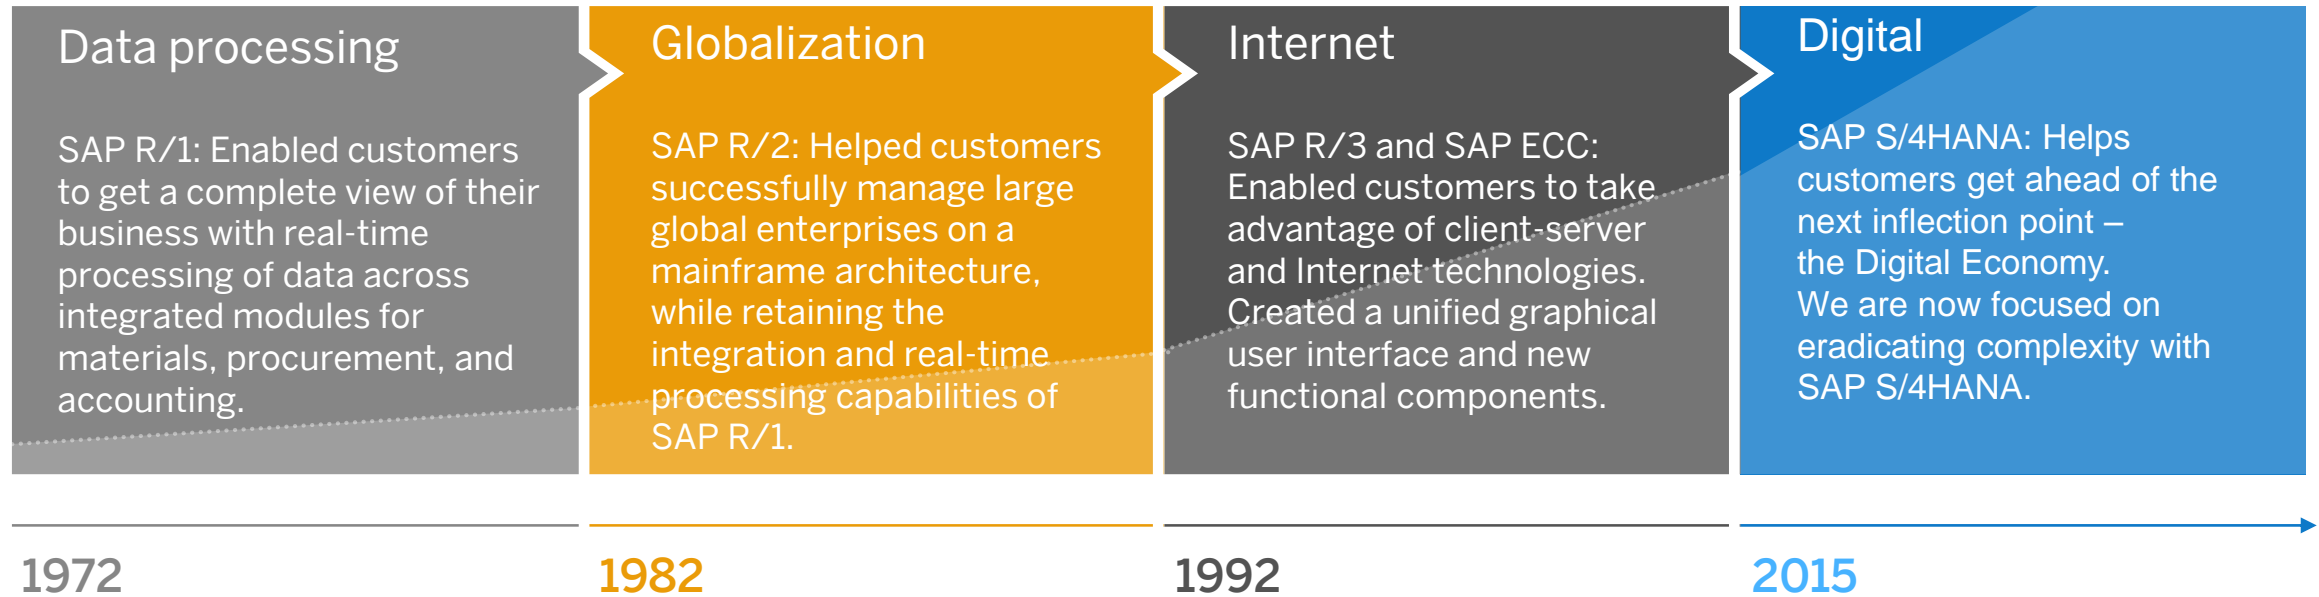 Data processing
SAP R/1: Enabled customers
to get a complete view of their
business with real-time
processing of data across
integrated modules for
materials, procurement, and
accounting.
1972
Globalization
SAP R/2: Helped customers
successfully manage large
global enterprises on a
mainframe architecture,
while retaining the
integration and real-time
processing capabilities of
SAP R/1.
1982
Internet
SAP R/3 and SAP ECC:
Enabled customers to take
advantage of client-server
and Internet technologies.
Created a unified graphical
user interface and new
functional components.
1992
Digital
SAP S/4HANA: Helps
customers get ahead of the
next inflection point –
the Digital Economy.
We are now focused on
eradicating complexity with
SAP S/4HANA.
2015